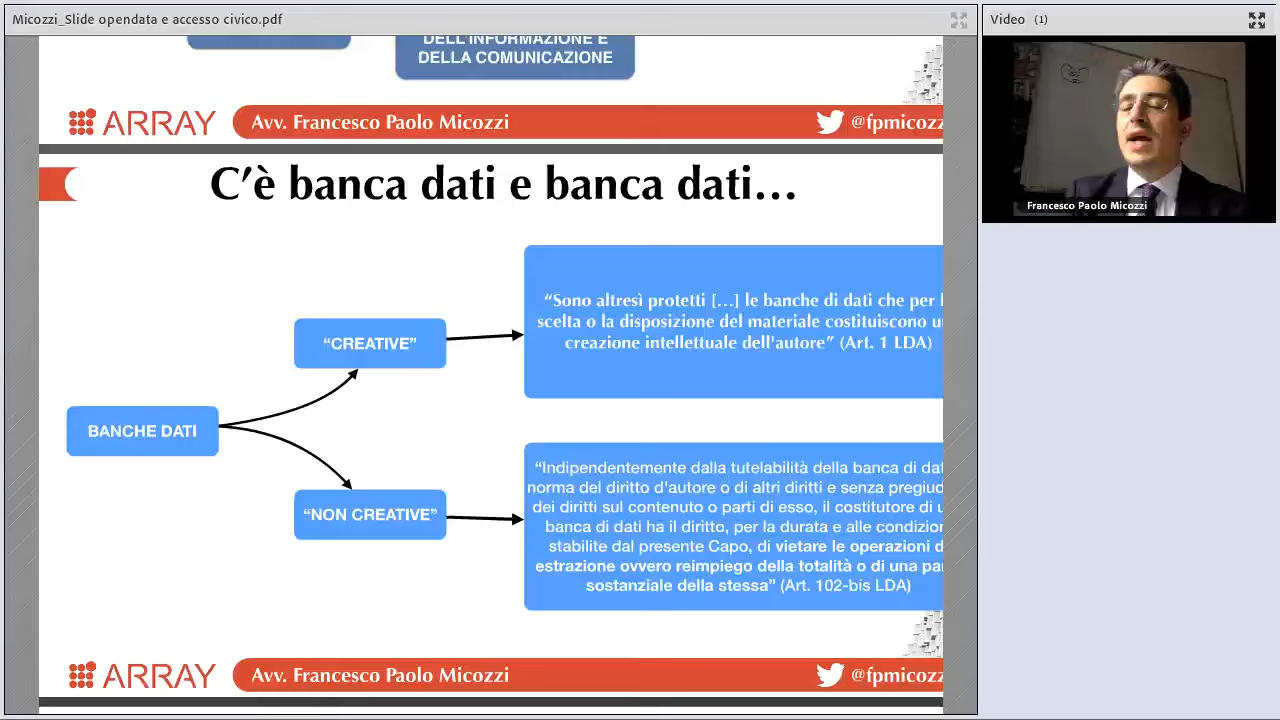 Micozzi_Slide opendata e accesso civico.pdf
Video (1)
DELL'INFORMAZIONE E
DELLA COMUNICAZIONE
ARRAY
Avv. Francesco Paolo Micozzi
@fpmicozz
Francesco Paolo Micozzi
C'è banca dati e banca dati…
"Sono altresì protetti […] le banche di dati che per
scelta o la disposizione del materiale costituiscono
creazione intellettuale dell'autore" (Art. 1 LDA)
"CREATIVE"
BANCHE DATI
"NON CREATIVE"
"Indipendentemente dalla tutelabilità della banca di dat
norma del diritto d'autore o di altri diritti e senza pregiud
dei diritti sul contenuto o parti di esso, il costitutore di
banca di dati ha il diritto, per la durata e alle condizion
stabilite dal presente Capo, di vietare le operazioni d
estrazione ovvero reimpiego della totalità o di una par
sostanziale della stessa" (Art. 102-bis LDA)
ARRAY
Avv. Francesco Paolo Micozzi
@fpmicozz